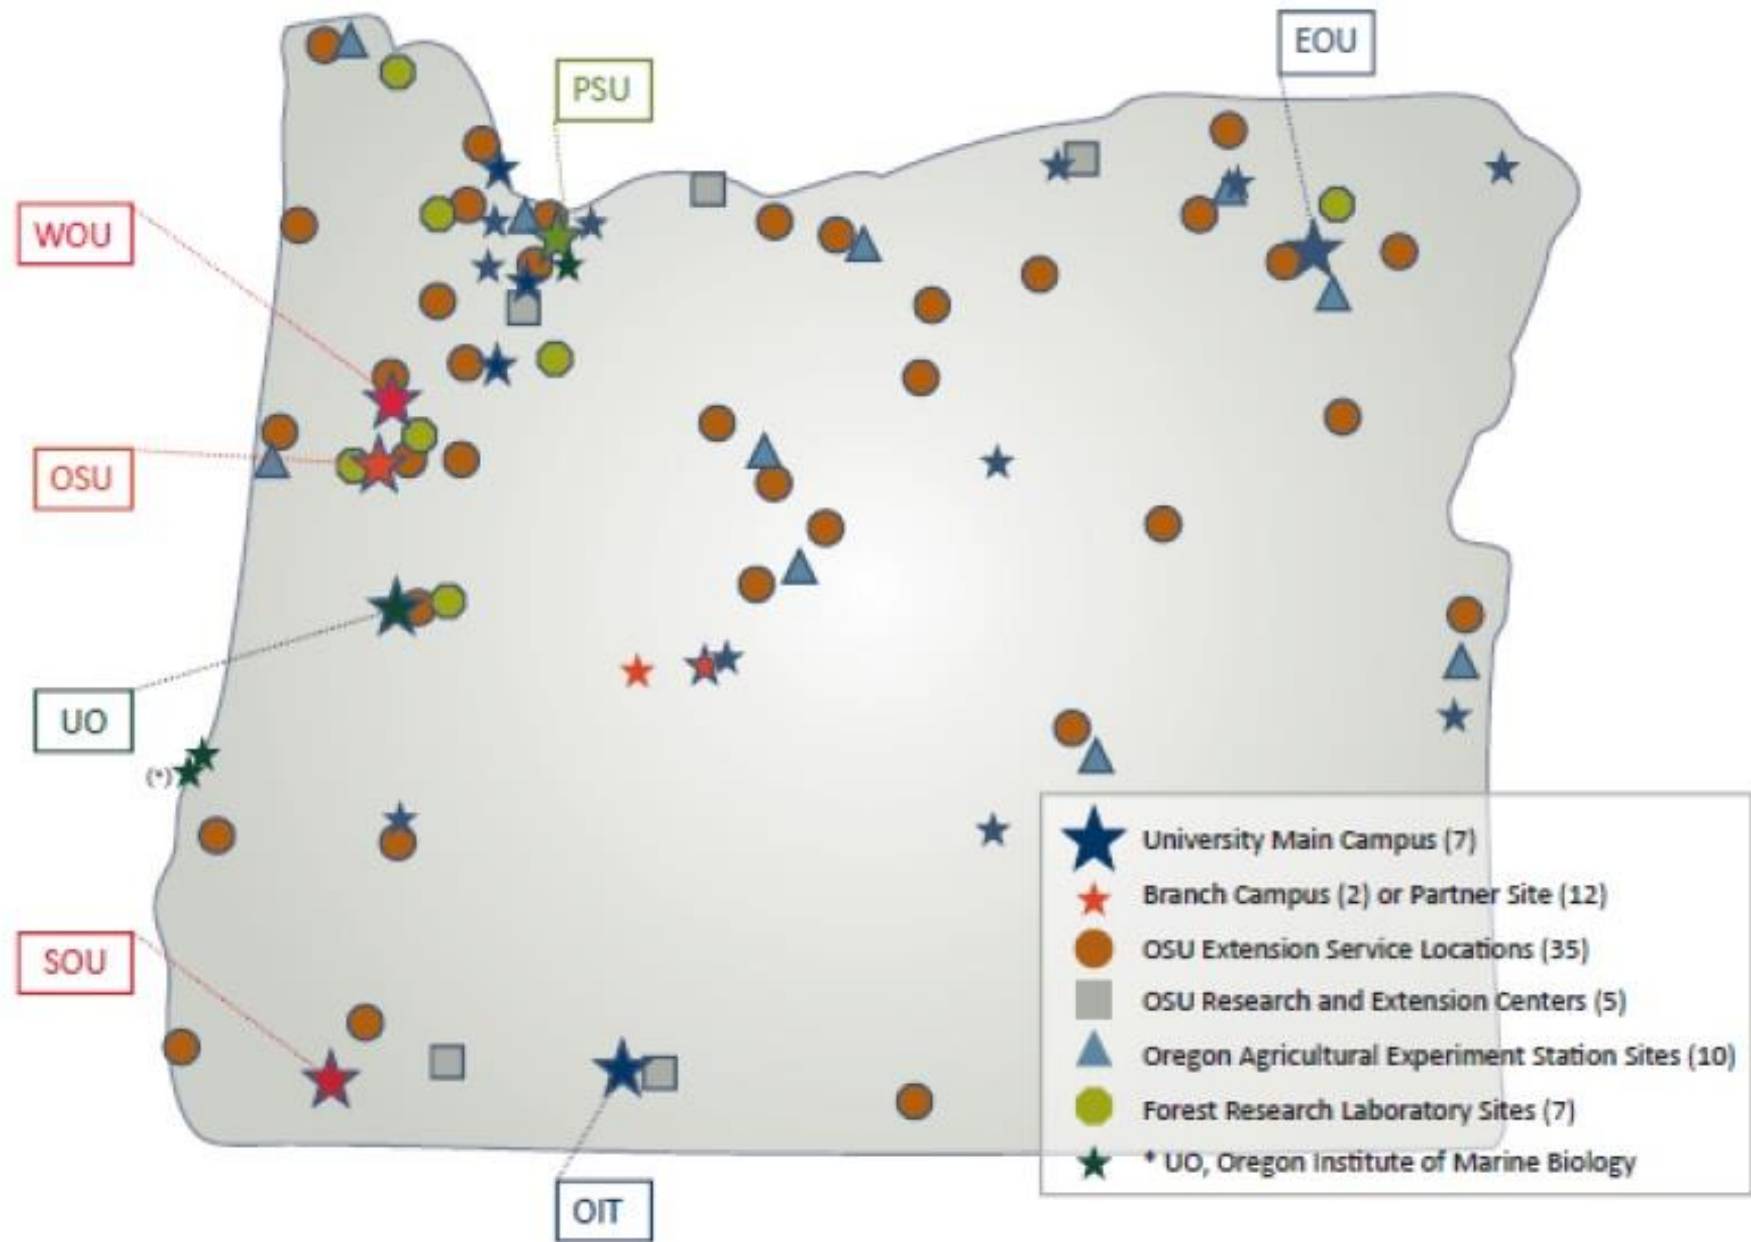 EOU
PSU
WOU
OSU
UO
(*)
SOU
OIT
University Main Campus (7)
Branch Campus (2) or Partner Site (12)
OSU Extension Service Locations (35)
OSU Research and Extension Centers (5)
Oregon Agricultural Experiment Station Sites (10)
Forest Research Laboratory Sites (7)
* UO, Oregon Institute of Marine Biology